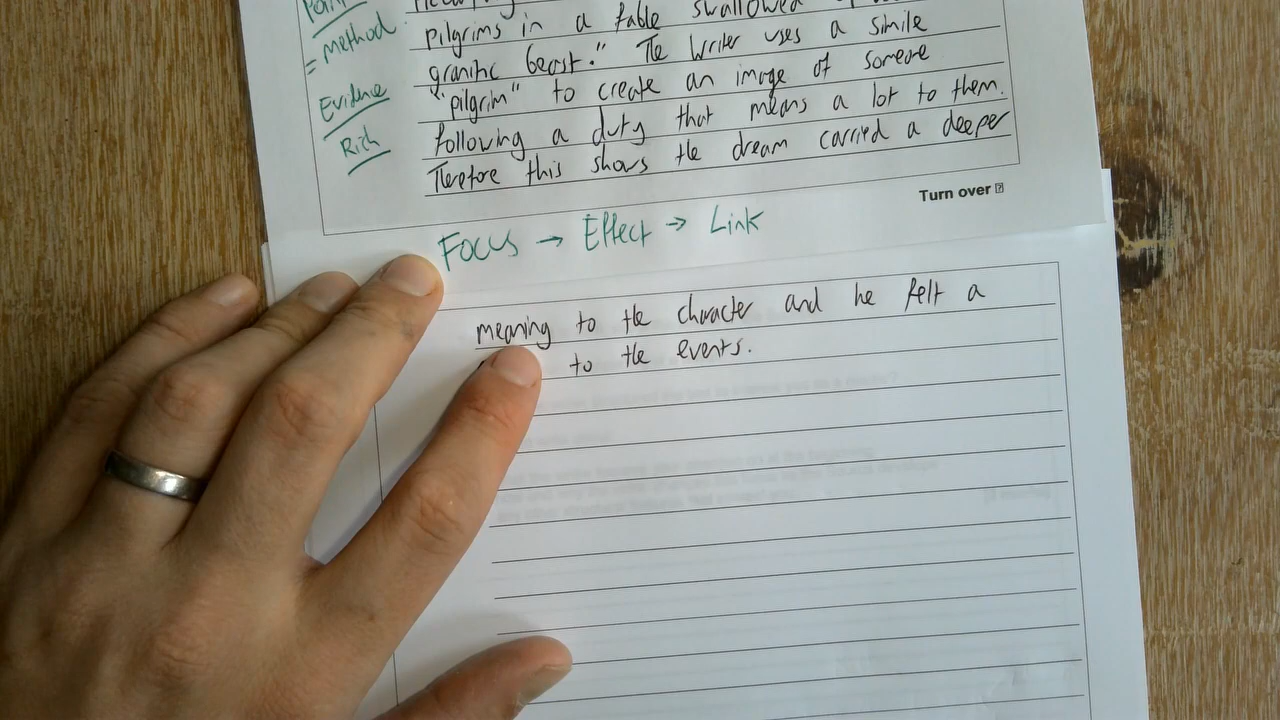 Point
= Method
Evidence
Rich
pilgrims in a fable swallowed
granitic beast." The writer uses a simile
"pilgrim" to create an image of someone
following a duty that means a lot to them.
Therefore this shows the dream carried a deeper
Turn over
Focus → Effect → Link
meaning to the character and he felt a
to the events.